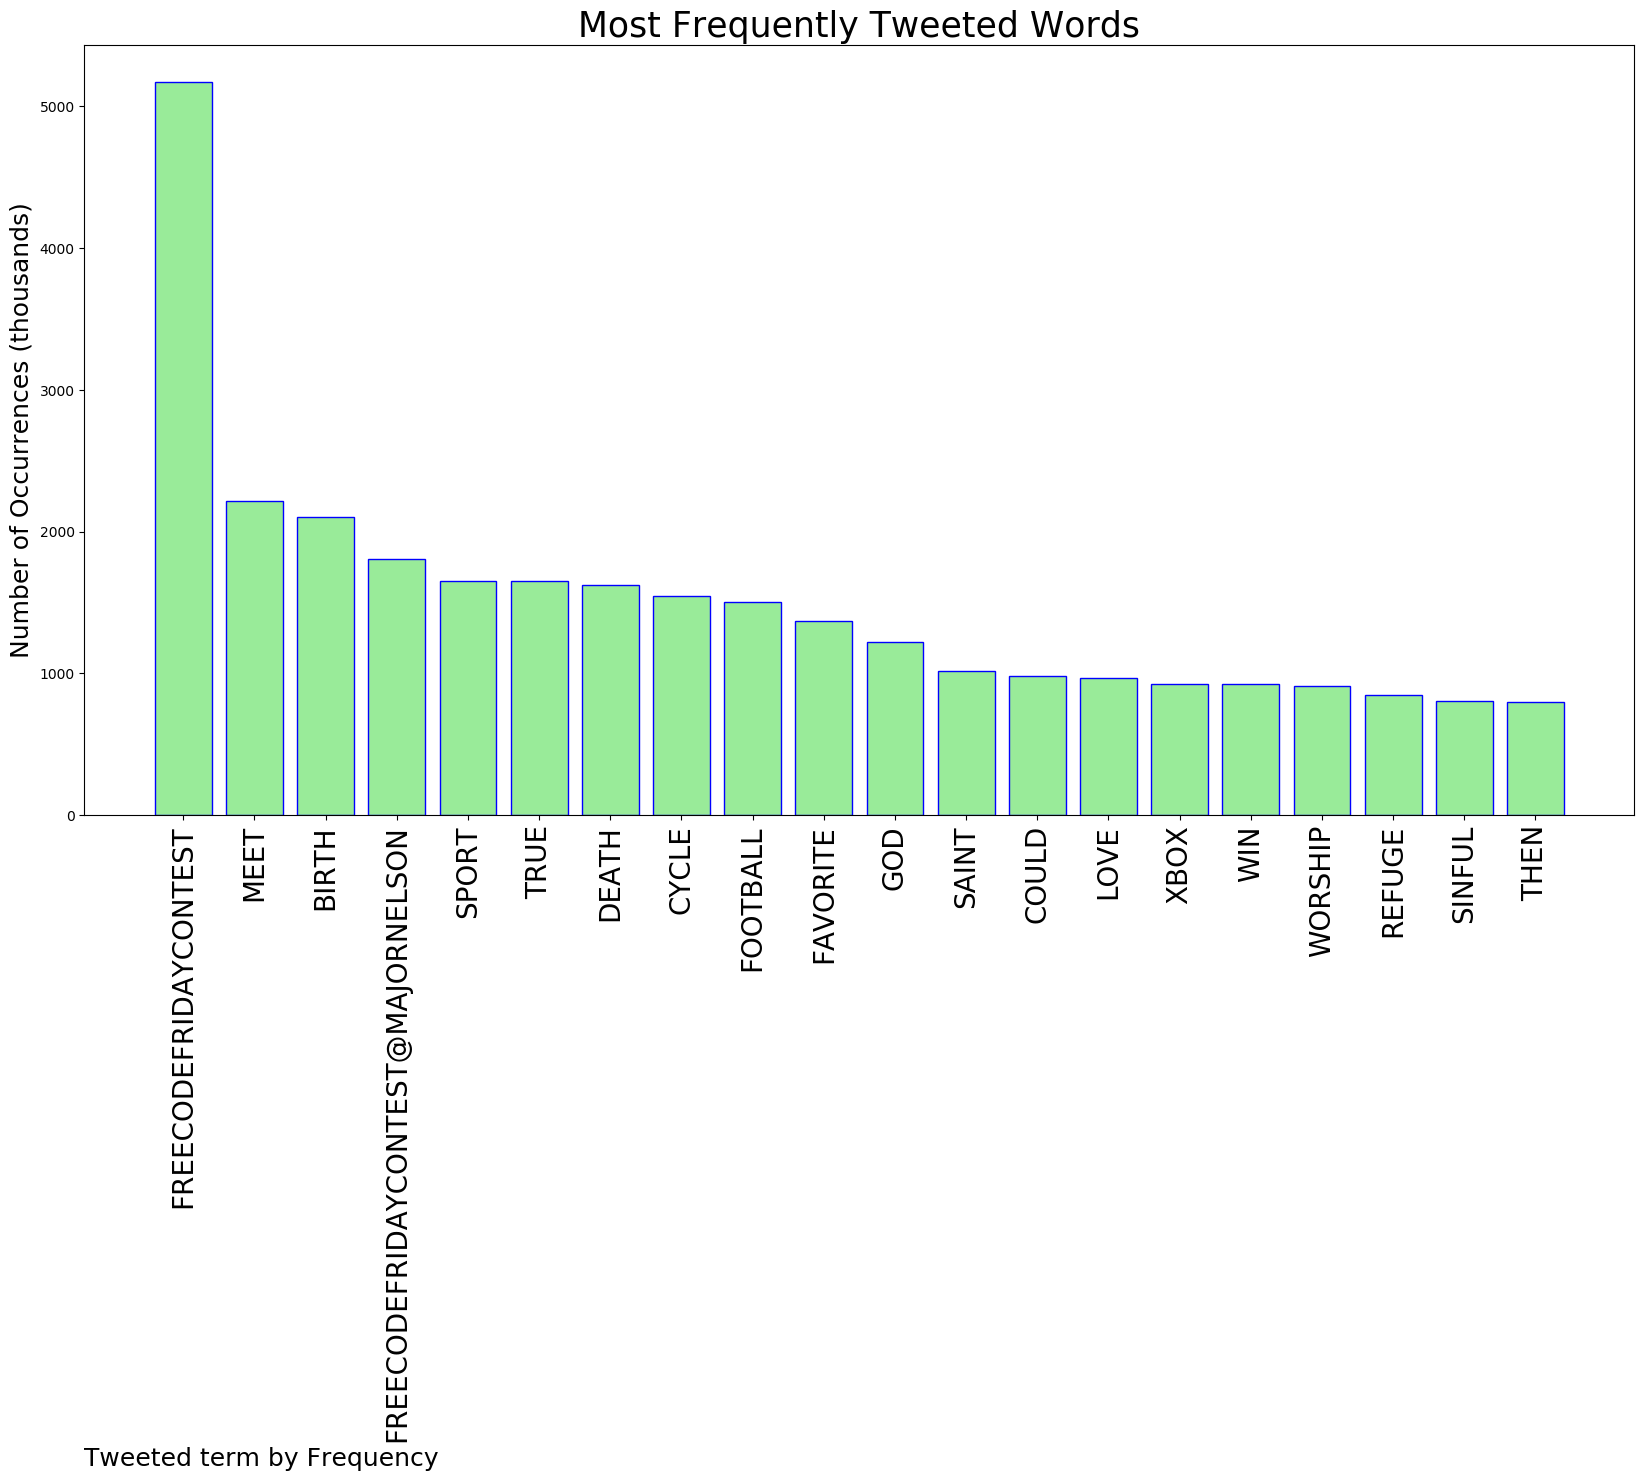 Most Frequently Tweeted Words
Number of Occurrences (thousands)
5000
4000
3000
2000
1000
0
FREECODEFRIDAYCONTEST
MEET
BIRTH
FREECODEFRIDAYCONTEST@MAJORNELSON
SPORT
TRUE
DEATH
CYCLE
FOOTBALL
FAVORITE
GOD
SAINT
COULD
LOVE
XBOX
WIN
WORSHIP
REFUGE
SINFUL
THEN
Tweeted term by Frequency